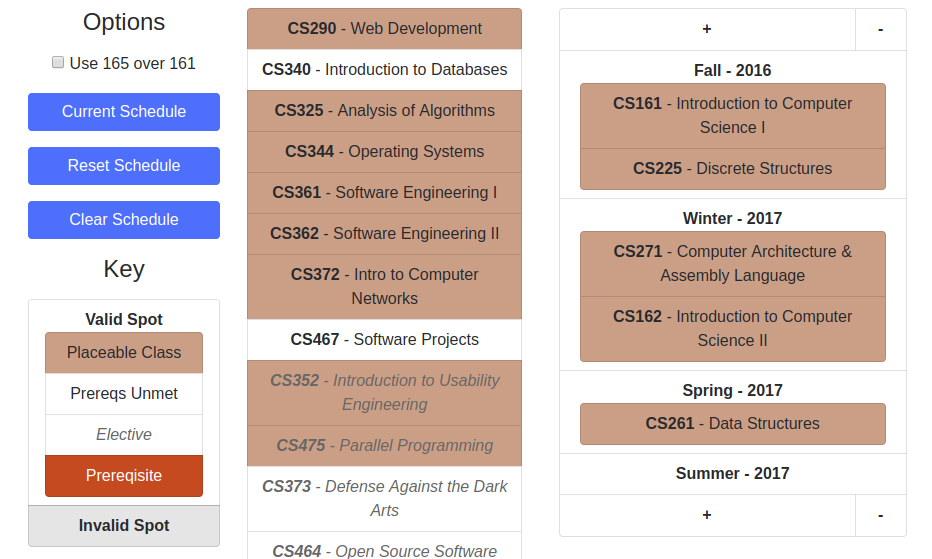 Options
Use 165 over 161
Current Schedule
Reset Schedule
Clear Schedule
Key
Valid Spot
Placeable Class
Prereqs Unmet
Elective
Prereqisite
Invalid Spot
CS290 - Web Development
CS340 - Introduction to Databases
CS325 - Analysis of Algorithms
CS344 - Operating Systems
CS361 - Software Engineering I
CS362 - Software Engineering II
CS372 - Intro to Computer
Networks
CS467 - Software Projects
CS352 - Introduction to Usability
Engineering
CS475 - Parallel Programming
CS373 - Defense Against the Dark
Arts
CS464 - Open Source Software
+ -
Fall - 2016
CS161 - Introduction to Computer
Science I
CS225 - Discrete Structures
Winter - 2017
CS271 - Computer Architecture &
Assembly Language
CS162 - Introduction to Computer
Science II
Spring - 2017
CS261 - Data Structures
Summer - 2017
+ -